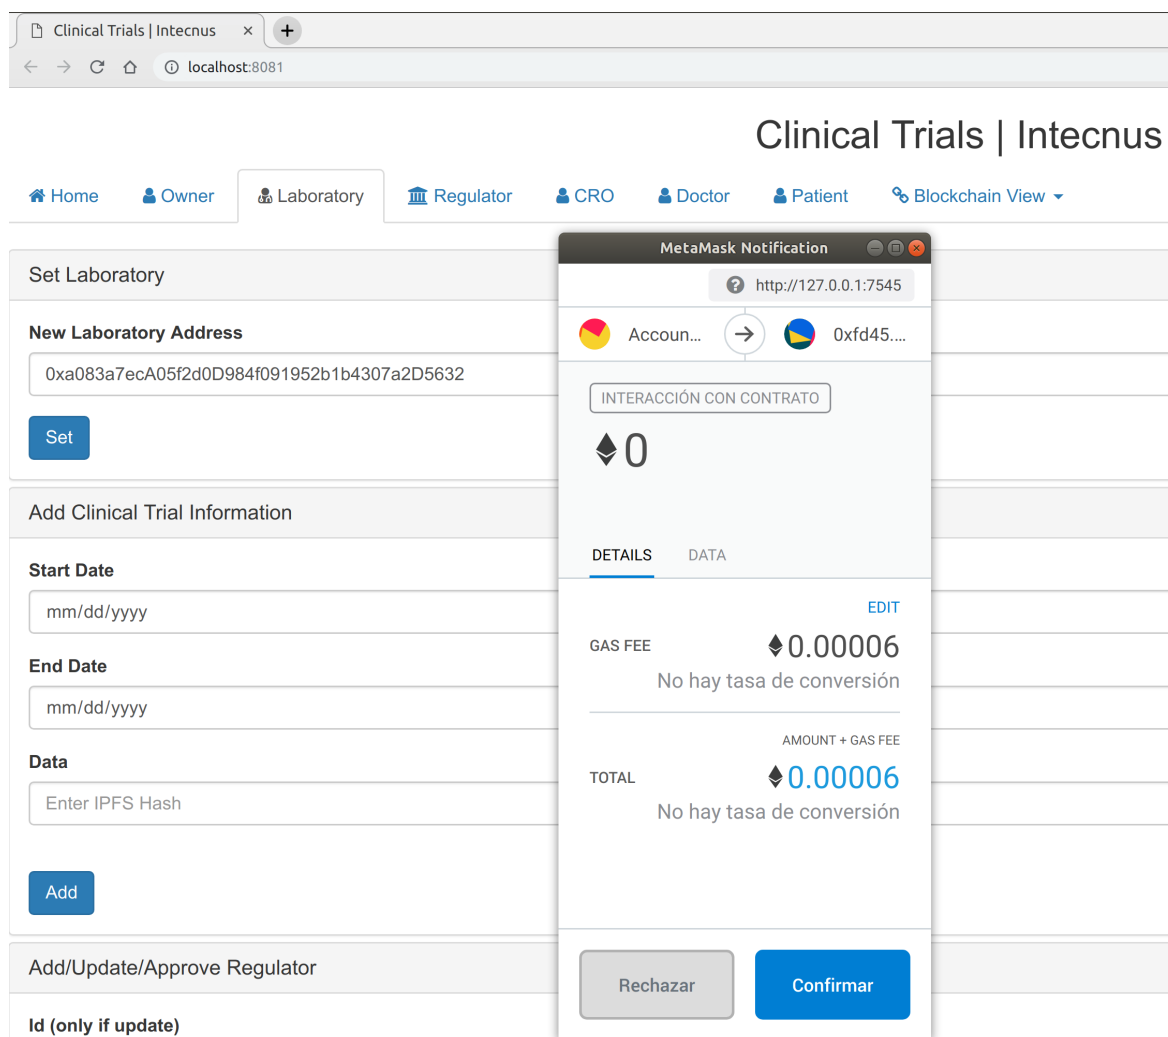 Clinical Trials | Intecnus
localhost:8081
Clinical Trials | Intecnus
Home Owner Laboratory Regulator CRO Doctor Patient Blockchain View
Set Laboratory
New Laboratory Address
0xa083a7ecA05f2d0D984f091952b1b4307a2D5632
Set
Add Clinical Trial Information
Start Date
mm/dd/yyyy
End Date
mm/dd/yyyy
Data
Enter IPFS Hash
Add
Add/Update/Approve Regulator
Id (only if update)
MetaMask Notification
http://127.0.0.1:7545
Accoun... 0xfd45....
INTERACCIÓN CON CONTRATO
0
DETAILS DATA
EDIT
GAS FEE 0.00006
No hay tasa de conversión
AMOUNT + GAS FEE
TOTAL 0.00006
No hay tasa de conversión
Rechazar Confirmar